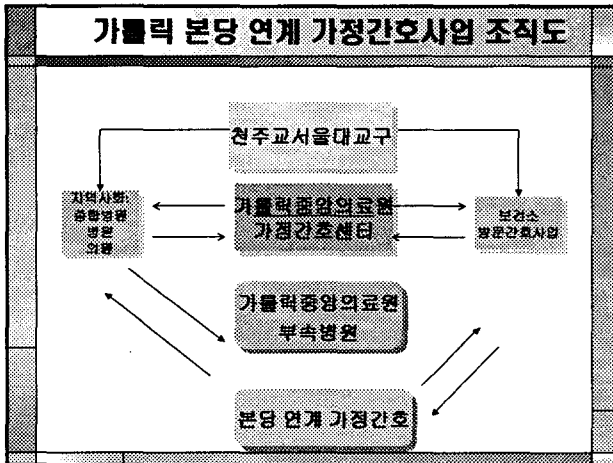 가톨릭 본당 연계 가정간호사업 조직도
천주교서울대교구
지역사회:
종합병원
병원
의원
가톨릭중앙의료원
가정간호센터
보건소
방문간호사업
가톨릭중앙의료원
부속병원
본당 연계 가정간호